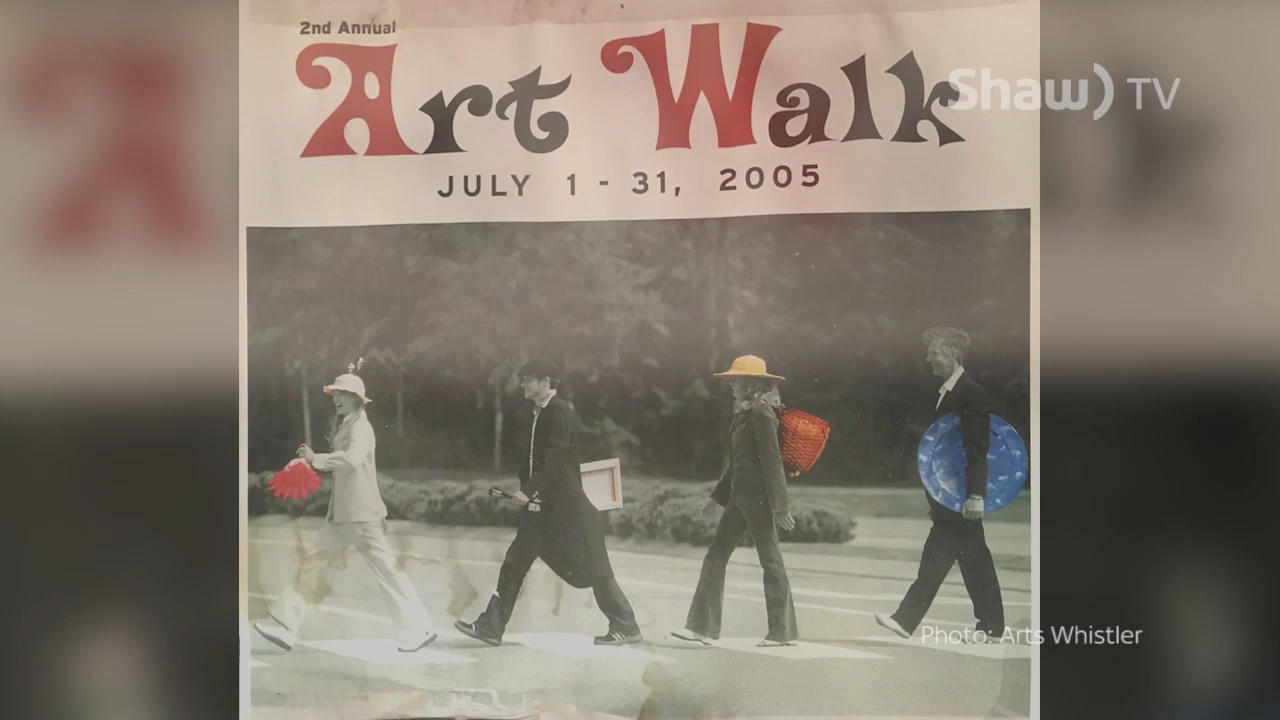 2nd Annual
Art Walk
JULY 1 - 31, 2005
Shaw) TV
Photo: Arts Whistler